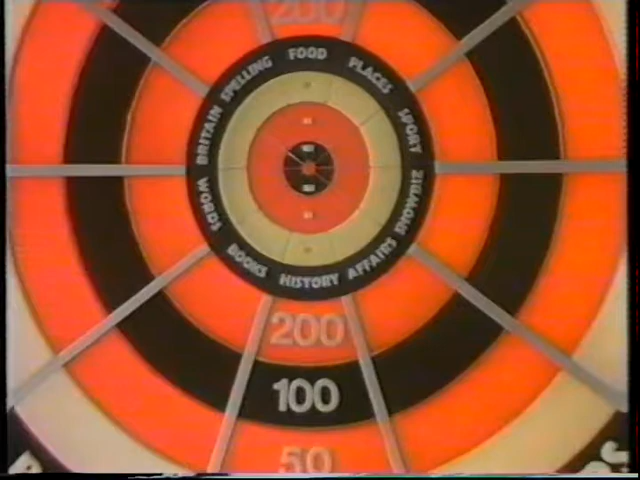 200
FOOD
PLACES
SPORT
SHOWBIZ
AFFAIRS
HISTORY
BOOKS
WORDS
BRITAIN
SPELLING
200
100
50